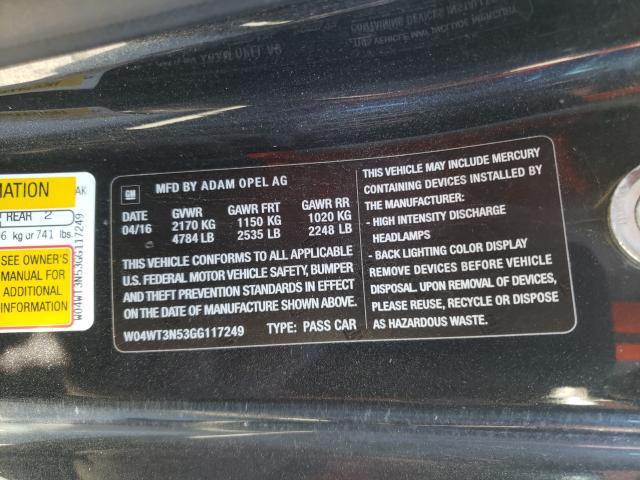 MATION
REAR 2
kg or 741 lbs.
SEE OWNER'S
MANUAL FOR
ADDITIONAL
INFORMATION
AK
W04WT3N53GG117249
GM MFD BY ADAM OPEL AG
GVWR GAWR FRT GAWR RR
04/16 2170 KG 1150 KG 1020 KG
4784 LB 2535 LB 2248 LB
THIS VEHICLE CONFORMS TO ALL APPLICABLE
U.S. FEDERAL MOTOR VEHICLE SAFETY, BUMPER
AND THEFT PREVENTION STANDARDS IN EFFECT
ON THE DATE OF MANUFACTURE SHOWN ABOVE.
W04WT3N53GG117249 TYPE: PASS CAR
THIS VEHICLE MAY INCLUDE MERCURY
CONTAINING DEVICES INSTALLED BY
THE MANUFACTURER:
- HIGH INTENSITY DISCHARGE
HEADLAMPS
- BACK LIGHTING COLOR DISPLAY
REMOVE DEVICES BEFORE VEHICLE
DISPOSAL. UPON REMOVAL OF DEVICES,
PLEASE REUSE, RECYCLE OR DISPOSE
AS HAZARDOUS WASTE.